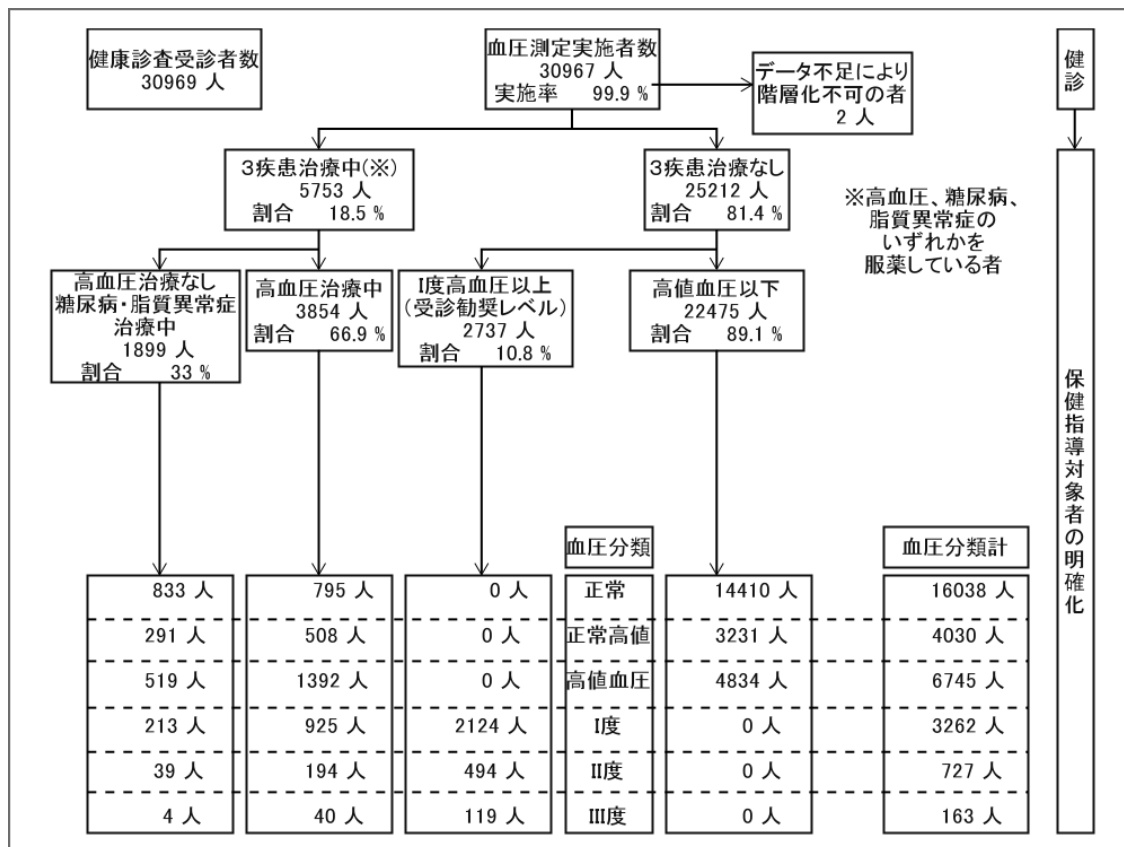 健康診査受診者数
30969 人
血圧測定実施者数
30967 人
実施率 99.9 %
データ不足により
階層化不可の者
2 人
健診
3疾患治療中(※)
5753 人
割合 18.5 %
3疾患治療なし
25212 人
割合 81.4 %
※高血圧、糖尿病、
脂質異常症の
いずれかを
服薬している者
高血圧治療なし
糖尿病・脂質異常症
治療中
1899 人
割合 33 %
高血圧治療中
3854 人
割合 66.9 %
I度高血圧以上
(受診勧奨レベル)
2737 人
割合 10.8 %
高値血圧以下
22475 人
割合 89.1 %
保健指導対象者の明確化
血圧分類 血圧分類計
833 人 795 人 0 人 正常 14410 人 16038 人
291 人 508 人 0 人 正常高値 3231 人 4030 人
519 人 1392 人 0 人 高値血圧 4834 人 6745 人
213 人 925 人 2124 人 I度 0 人 3262 人
39 人 194 人 494 人 II度 0 人 727 人
4 人 40 人 119 人 III度 0 人 163 人